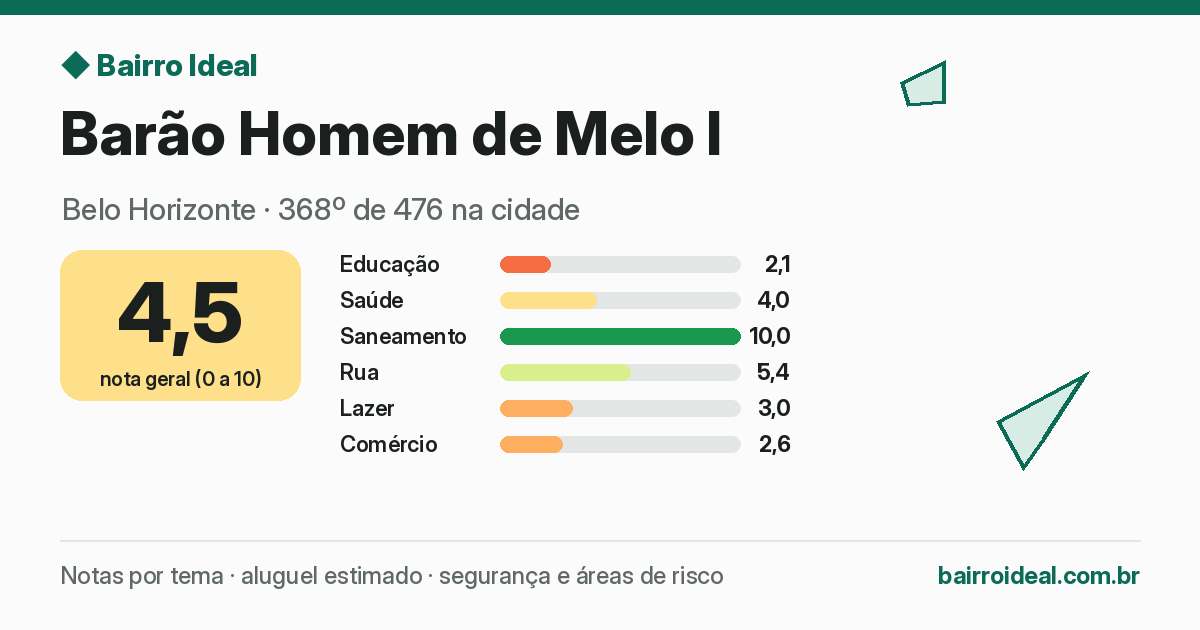 Bairro Ideal
Barão Homem de Melo I
Belo Horizonte · 368º de 476 na cidade
4,5
nota geral (0 a 10)
Educação 2,1
Saúde 4,0
Saneamento 10,0
Rua 5,4
Lazer 3,0
Comércio 2,6
Notas por tema · aluguel estimado · segurança e áreas de risco
bairroideal.com.br